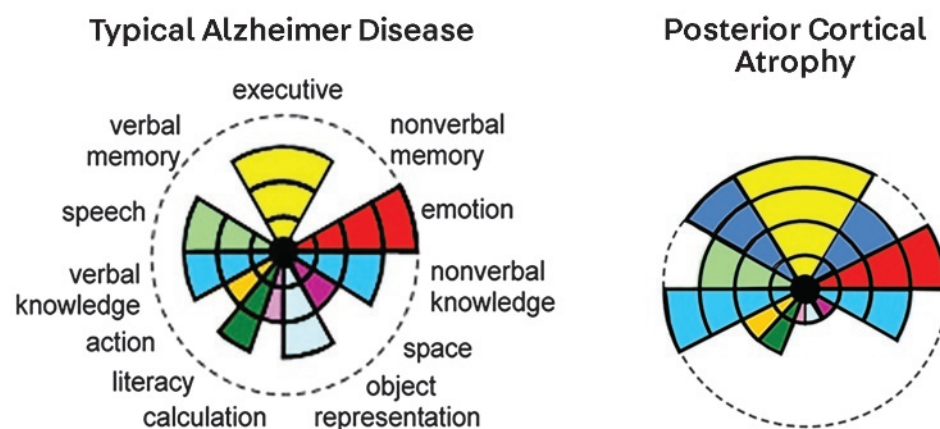 Typical Alzheimer Disease
Posterior Cortical
Atrophy
executive
verbal
memory
nonverbal
memory
speech
emotion
verbal
knowledge
nonverbal
knowledge
action
space
literacy
object
representation
calculation